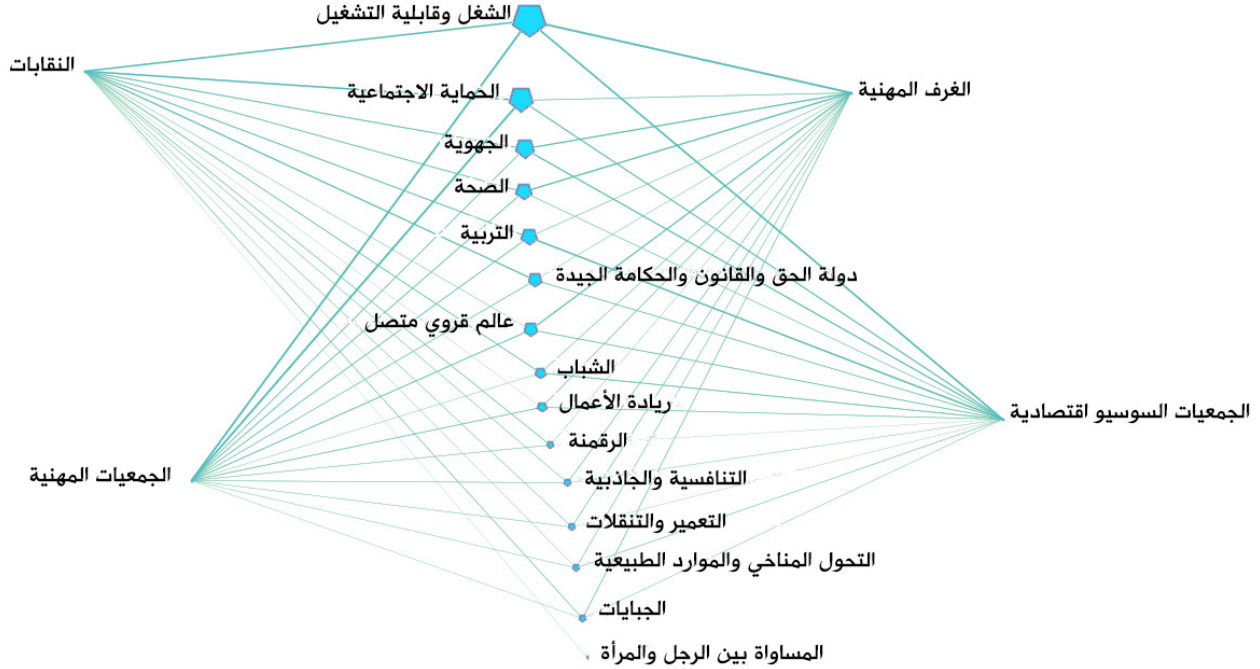 الشغل وقابلية التشغيل
النقابات
الغرف المهنية
الحماية الاجتماعية
الجهوية
الصحة
التربية
دولة الحق والقانون والحكامة الجيدة
عالم قروي متصل
الشباب
ريادة الأعمال
الجمعيات السوسيو اقتصادية
الرقمنة
الجمعيات المهنية
التنافسية والجاذبية
التعمير والتنقلات
التحول المناخي والموارد الطبيعية
الجبايات
المساواة بين الرجل والمرأة